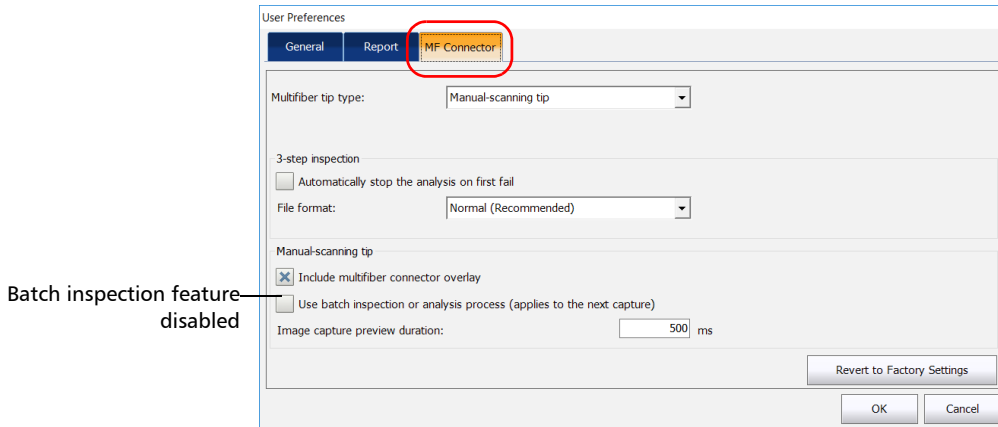 User Preferences
General Report MF Connector
Multifiber tip type: Manual-scanning tip
3-step inspection
Automatically stop the analysis on first fail
File format: Normal (Recommended)
Manual-scanning tip
Include multifiber connector overlay
Batch inspection feature
disabled
Use batch inspection or analysis process (applies to the next capture)
Image capture preview duration: 500 ms
Revert to Factory Settings
OK Cancel